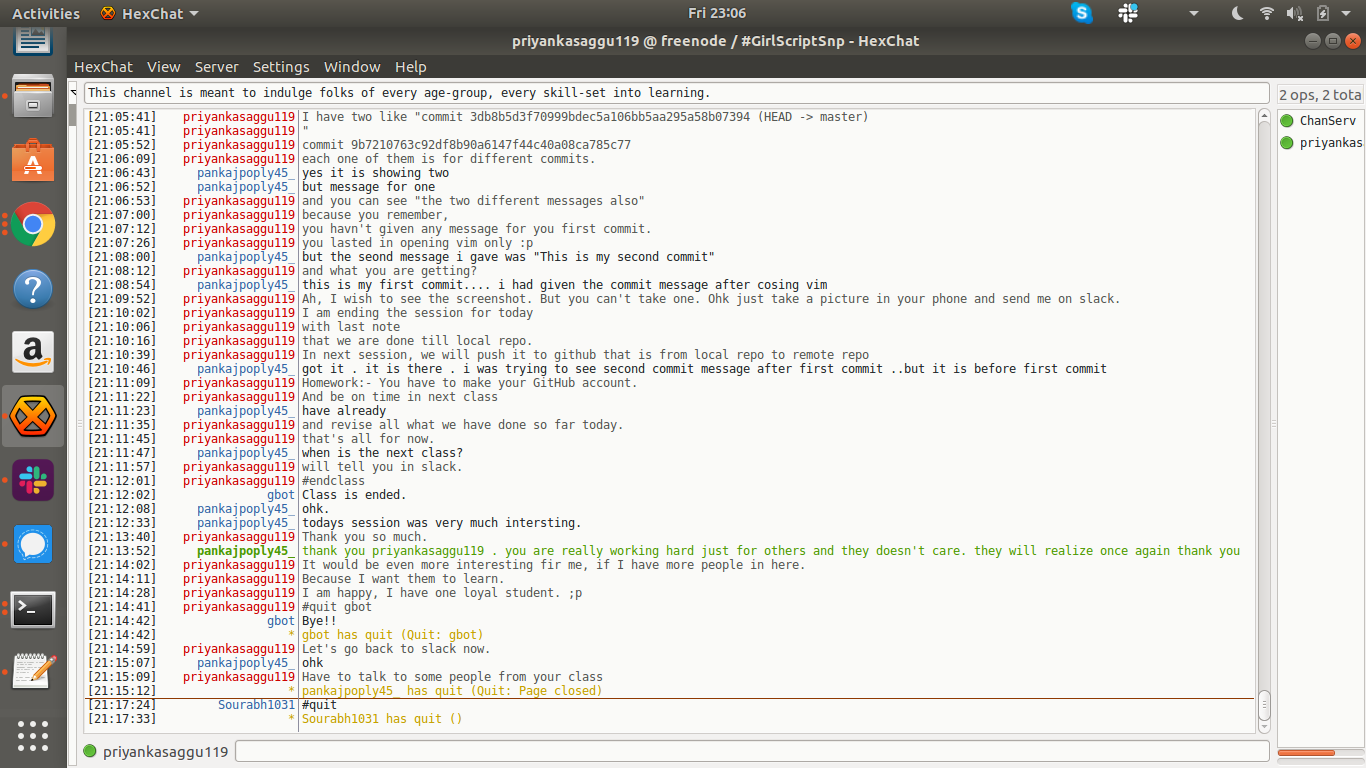 Activities HexChat Fri 23:06
priyankasaggu119 @ freenode / #GirlScriptSnp - HexChat
HexChat View Server Settings Window Help
This channel is meant to indulge folks of every age-group, every skill-set into learning.
2 ops, 2 tota
ChanServ
priyankas
[21:05:41] priyankasaggu119 I have two like "commit 3db8b5d3f70999bdec5a106bb5aa295a58b07394 (HEAD -> master)
[21:05:41] priyankasaggu119 "
[21:05:52] priyankasaggu119 commit 9b7210763c92df8b90a6147f44c40a08ca785c77
[21:06:09] priyankasaggu119 each one of them is for different commits.
[21:06:43] pankajpoply45_ yes it is showing two
[21:06:52] pankajpoply45_ but message for one
[21:06:53] priyankasaggu119 and you can see "the two different messages also"
[21:07:00] priyankasaggu119 because you remember,
[21:07:12] priyankasaggu119 you havn't given any message for you first commit.
[21:07:26] priyankasaggu119 you lasted in opening vim only :p
[21:08:00] pankajpoply45_ but the seond message i gave was "This is my second commit"
[21:08:12] priyankasaggu119 and what you are getting?
[21:08:54] pankajpoply45_ this is my first commit.... i had given the commit message after cosing vim
[21:09:52] priyankasaggu119 Ah, I wish to see the screenshot. But you can't take one. Ohk just take a picture in your phone and send me on slack.
[21:10:02] priyankasaggu119 I am ending the session for today
[21:10:06] priyankasaggu119 with last note
[21:10:16] priyankasaggu119 that we are done till local repo.
[21:10:39] priyankasaggu119 In next session, we will push it to github that is from local repo to remote repo
[21:10:46] pankajpoply45_ got it . it is there . i was trying to see second commit message after first commit ..but it is before first commit
[21:11:09] priyankasaggu119 Homework:- You have to make your GitHub account.
[21:11:22] priyankasaggu119 And be on time in next class
[21:11:23] pankajpoply45_ have already
[21:11:35] priyankasaggu119 and revise all what we have done so far today.
[21:11:45] priyankasaggu119 that's all for now.
[21:11:47] pankajpoply45_ when is the next class?
[21:11:57] priyankasaggu119 will tell you in slack.
[21:12:01] priyankasaggu119 #endclass
[21:12:02] gbot Class is ended.
[21:12:08] pankajpoply45_ ohk.
[21:12:33] pankajpoply45_ todays session was very much intersting.
[21:13:40] priyankasaggu119 Thank you so much.
[21:13:52] pankajpoply45_ thank you priyankasaggu119 . you are really working hard just for others and they doesn't care. they will realize once again thank you
[21:14:02] priyankasaggu119 It would be even more interesting fir me, if I have more people in here.
[21:14:11] priyankasaggu119 Because I want them to learn.
[21:14:28] priyankasaggu119 I am happy, I have one loyal student. ;p
[21:14:41] priyankasaggu119 #quit gbot
[21:14:42] gbot Bye!!
[21:14:42] * gbot has quit (Quit: gbot)
[21:14:59] priyankasaggu119 Let's go back to slack now.
[21:15:07] pankajpoply45_ ohk
[21:15:09] priyankasaggu119 Have to talk to some people from your class
[21:15:12] * pankajpoply45_ has quit (Quit: Page closed)
[21:17:24] Sourabh1031 #quit
[21:17:33] * Sourabh1031 has quit ()
priyankasaggu119